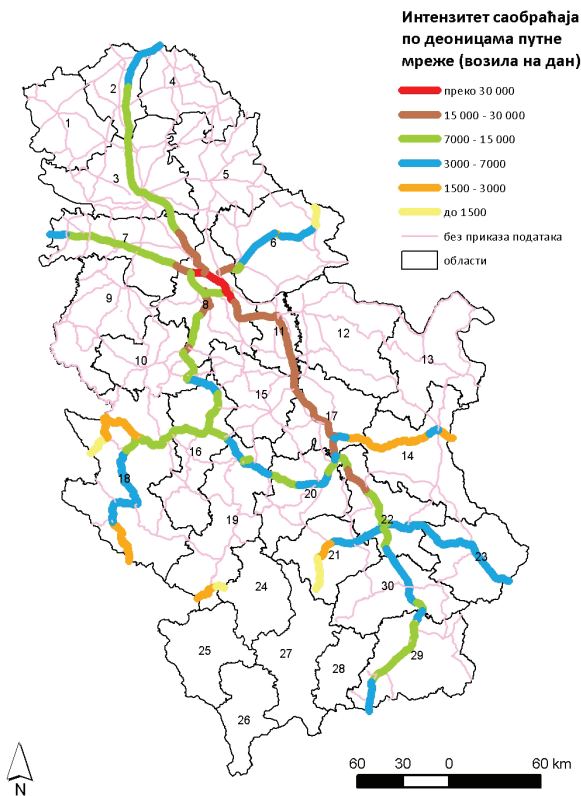 Интензитет саобраћаја
по деоницама путне
мреже (возила на дан)
преко 30 000
15 000 - 30 000
7000 - 15 000
3000 - 7000
1500 - 3000
до 1500
без приказа података
области
1
2
3
4
5
6
7
8
9
10
11
12
13
14
15
16
17
18
19
20
21
22
23
24
25
26
27
28
29
30
N
60 30 0 60 km